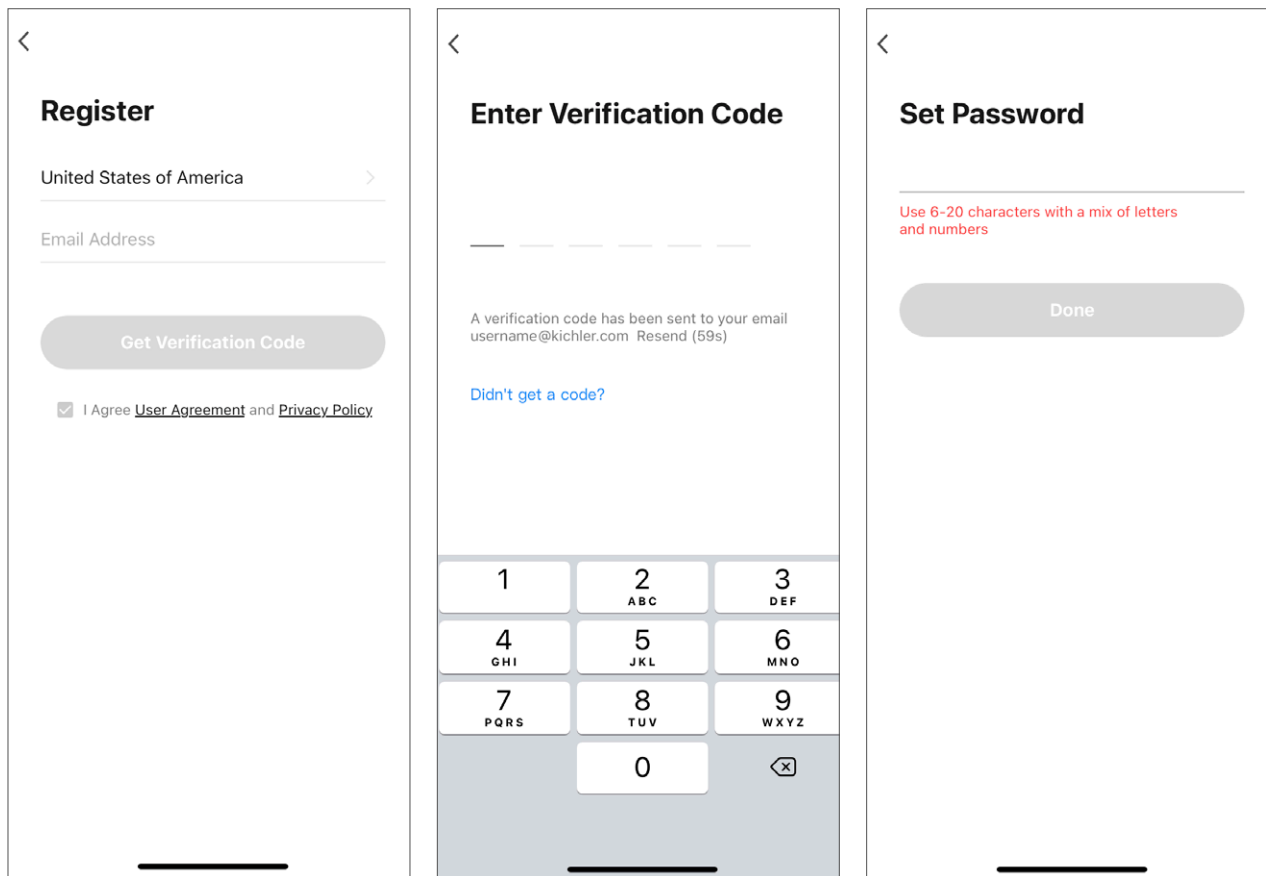 Register
United States of America
Email Address
Get Verification Code
I Agree User Agreement and Privacy Policy
Enter Verification Code
A verification code has been sent to your email
username@kichler.com Resend (59s)
Didn't get a code?
1
2
ABC
3
DEF
4
GHI
5
JKL
6
MNO
7
PQRS
8
TUV
9
WXYZ
0
Set Password
Use 6-20 characters with a mix of letters
and numbers
Done